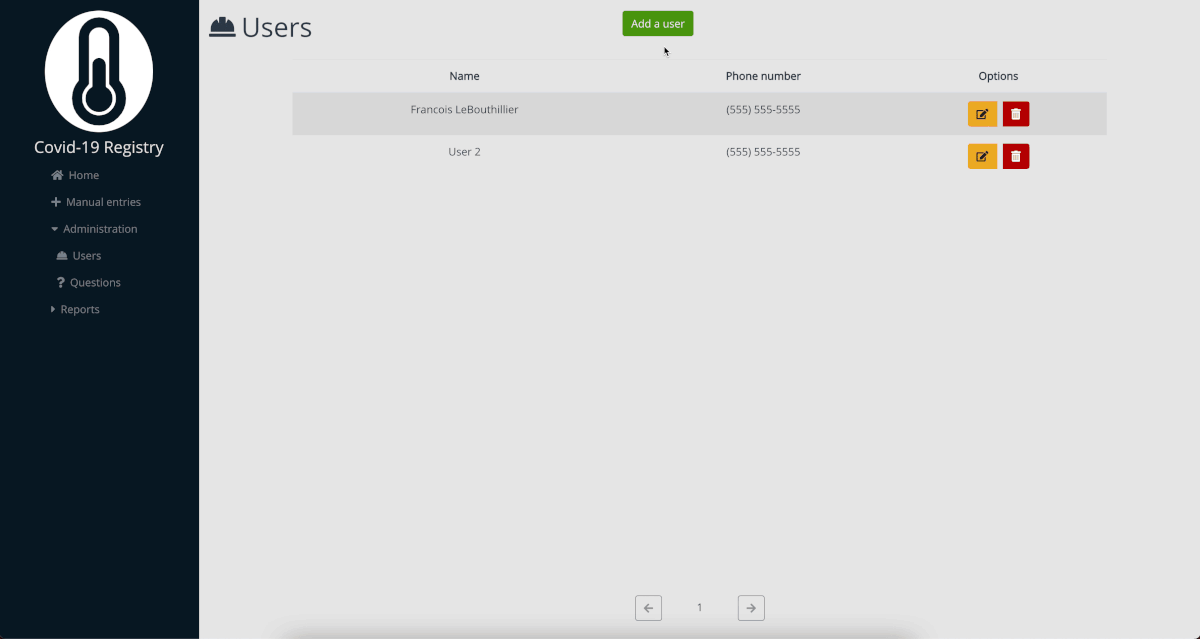 Covid-19 Registry
Home
Manual entries
Administration
Users
Questions
Reports
Users
Add a user
Name Phone number Options
Francois LeBouthillier (555) 555-5555
User 2 (555) 555-5555
1